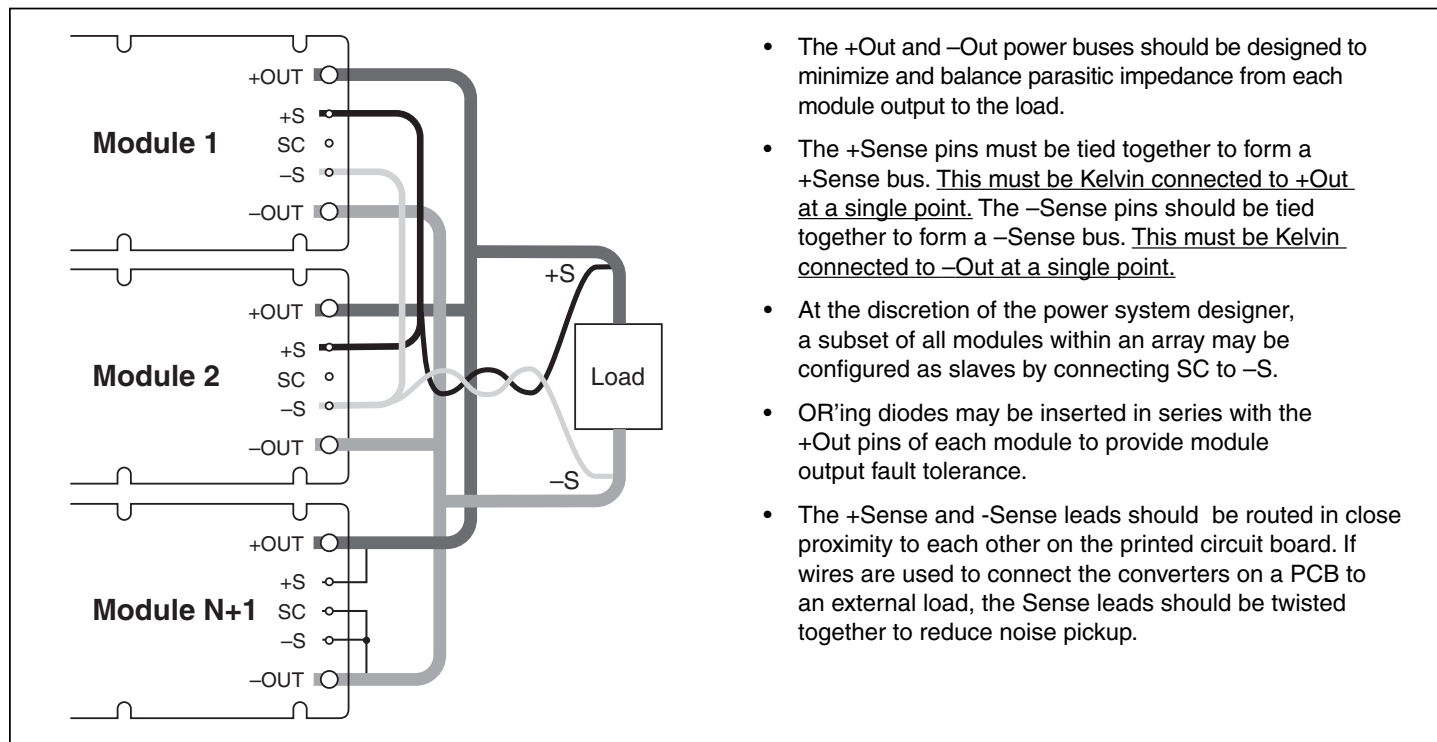 +OUT
+S
Module 1
SC
–S
–OUT
+OUT
+S
Module 2
SC
–S
–OUT
+OUT
+S
Module N+1
SC
–S
–OUT
+S
Load
–S
• The +Out and –Out power buses should be designed to
minimize and balance parasitic impedance from each
module output to the load.
• The +Sense pins must be tied together to form a
+Sense bus. This must be Kelvin connected to +Out
at a single point. The –Sense pins should be tied
together to form a –Sense bus. This must be Kelvin
connected to –Out at a single point.
• At the discretion of the power system designer,
a subset of all modules within an array may be
configured as slaves by connecting SC to –S.
• OR'ing diodes may be inserted in series with the
+Out pins of each module to provide module
output fault tolerance.
• The +Sense and -Sense leads should be routed in close
proximity to each other on the printed circuit board. If
wires are used to connect the converters on a PCB to
an external load, the Sense leads should be twisted
together to reduce noise pickup.